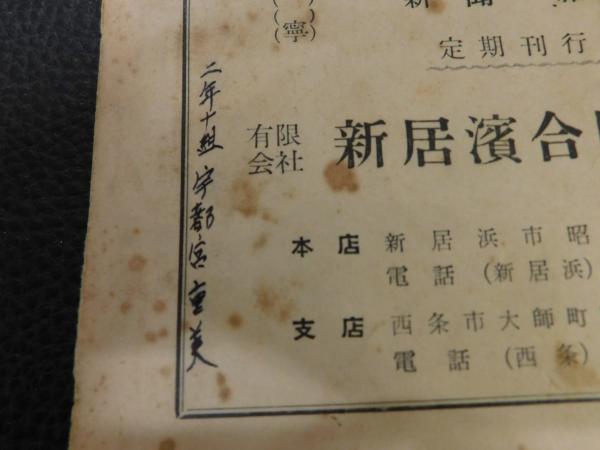 (寧)
新聞
定期刊行
有限会社 新居濱合
本店 新居浜市昭
電話(新居浜)
支店 西条市大師町
電話(西条)
二年十組 宇都宮重美